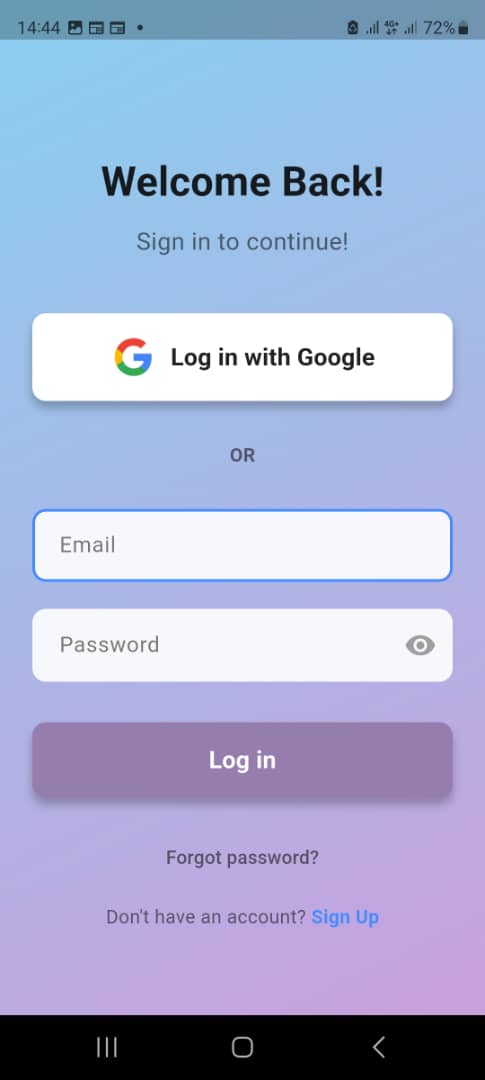 14:44 4G+ 72%
Welcome Back!
Sign in to continue!
Log in with Google
OR
Email
Password
Log in
Forgot password?
Don't have an account? Sign Up